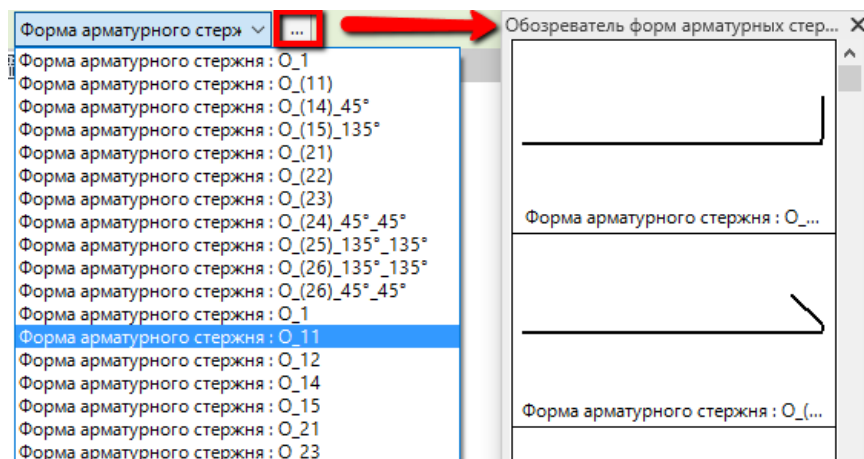 Форма арматурного стерж
...
Форма арматурного стержня : О_1
Форма арматурного стержня : О_(11)
Форма арматурного стержня : О_(14)_45°
Форма арматурного стержня : О_(15)_135°
Форма арматурного стержня : О_(21)
Форма арматурного стержня : О_(22)
Форма арматурного стержня : О_(23)
Форма арматурного стержня : О_(24)_45°_45°
Форма арматурного стержня : О_(25)_135°_135°
Форма арматурного стержня : О_(26)_135°_135°
Форма арматурного стержня : О_(26)_45°_45°
Форма арматурного стержня : О_1
Форма арматурного стержня : О_11
Форма арматурного стержня : О_12
Форма арматурного стержня : О_14
Форма арматурного стержня : О_15
Форма арматурного стержня : О_21
Форма арматурного стержня : О_23
Обозреватель форм арматурных стер...
Форма арматурного стержня : О_...
Форма арматурного стержня : О_(...